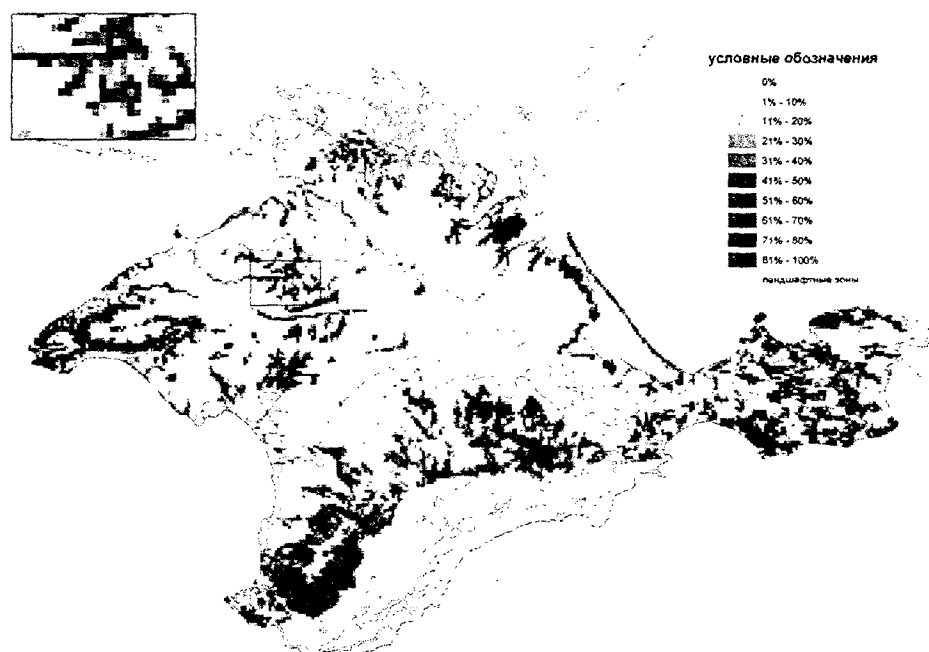 условные обозначения
0%
1% - 10%
11% - 20%
21% - 30%
31% - 40%
41% - 50%
51% - 60%
61% - 70%
71% - 80%
81% - 100%
ландшафтные зоны